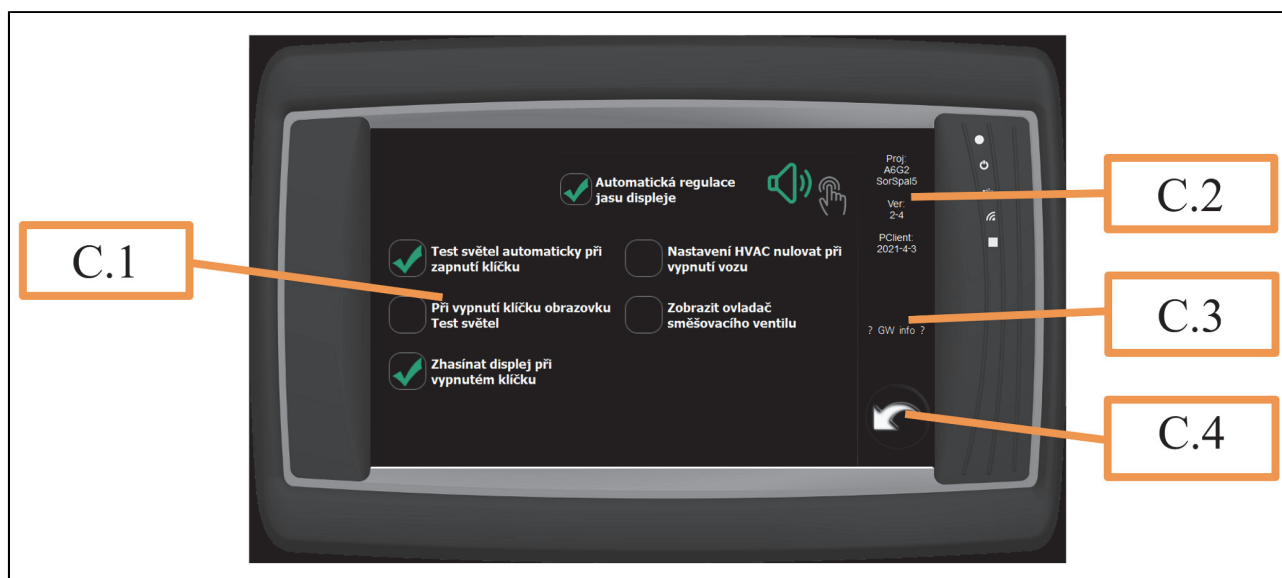 Automatická regulace
jasu displeje
Test světel automaticky při
zapnutí klíčku
Nastavení HVAC nulovat při
vypnutí vozu
Při vypnutí klíčku obrazovku
Test světel
Zobrazit ovladač
směšovacího ventilu
Zhasínat displej při
vypnutém klíčku
Proj:
A6G2
SorSpal5
Ver:
2-4
PClient:
2021-4-3
? GW info ?
C.1
C.2
C.3
C.4